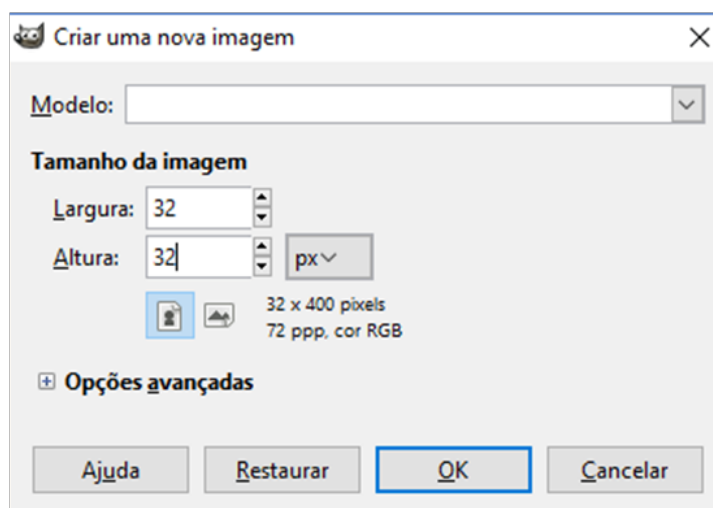 Criar uma nova imagem
Modelo:
Tamanho da imagem
Largura: 32
Altura: 32 px
32 x 400 pixels
72 ppp, cor RGB
Opções avançadas
Ajuda Restaurar OK Cancelar